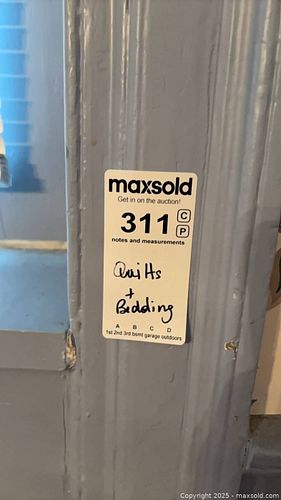 maxsold
Get in on the auction!
311 C
P
notes and measurements
Quilts
+
Bedding
A B C D
1st 2nd 3rd bsmt garage outdoors
Copyright 2025 - maxsold.com